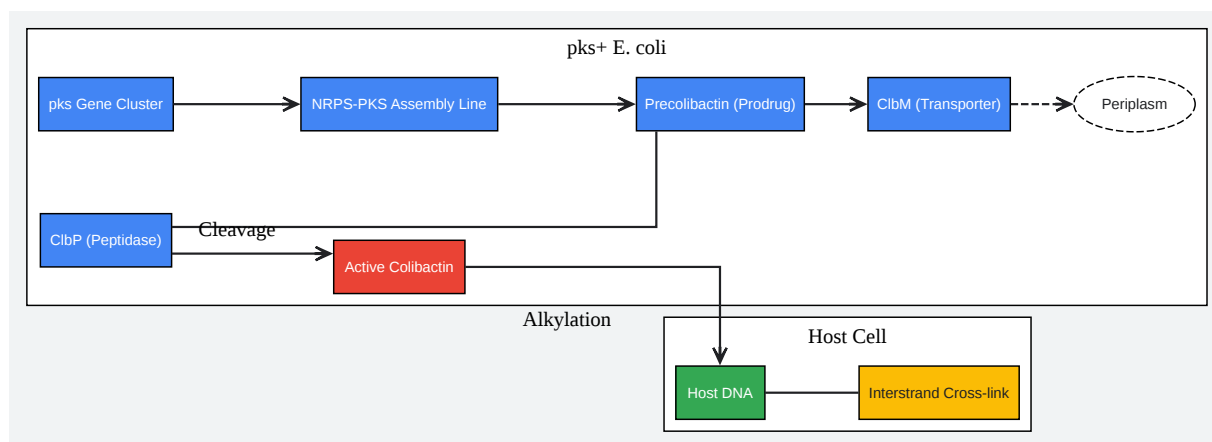 pks+ E. coli
pks Gene Cluster
NRPS-PKS Assembly Line
Precolibactin (Prodrug)
ClbM (Transporter)
Periplasm
ClbP (Peptidase)
Cleavage
Active Colibactin
Alkylation
Host Cell
Host DNA
Interstrand Cross-link